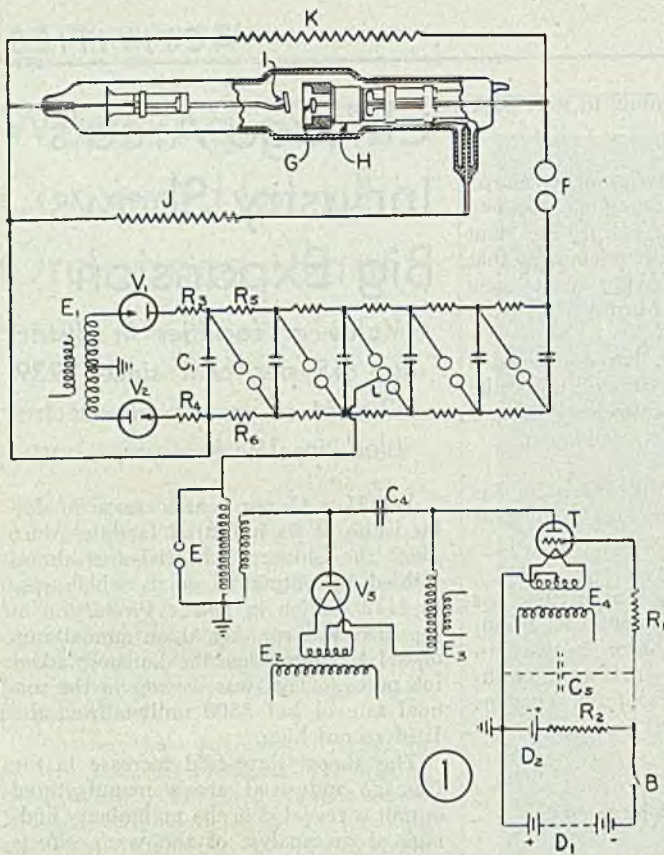 K
I
G H
F
J
V₁
E₁ R₃ R₅
C₁
L
V₂
R₄
R₆
C₄
T
E
V₃
E₄
R₁
E₂ E₃
C₅
R₂
- +
D₂
B
1
+ D₁ -